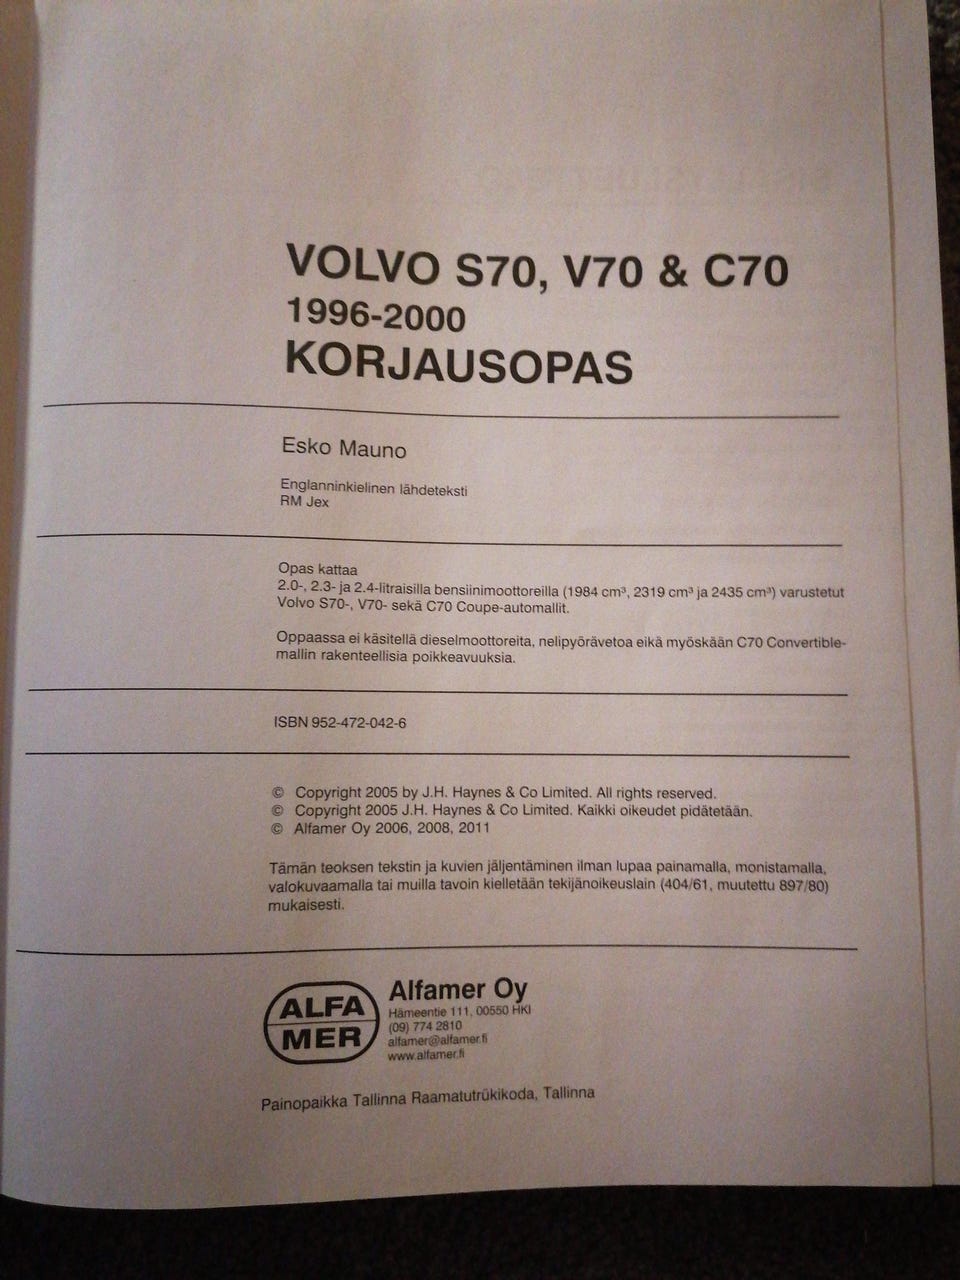 VOLVO S70, V70 & C70
1996-2000
KORJAUSOPAS
Esko Mauno
Englanninkielinen lähdeteksti
RM Jex
Opas kattaa
2.0-, 2.3- ja 2.4-litraisilla bensiinimoottoreilla (1984 cm³, 2319 cm³ ja 2435 cm³) varustetut
Volvo S70-, V70- sekä C70 Coupe-automallit.
Oppaassa ei käsitellä dieselmoottoreita, nelipyörävetoa eikä myöskään C70 Convertible-
mallin rakenteellisia poikkeavuuksia.
ISBN 952-472-042-6
© Copyright 2005 by J.H. Haynes & Co Limited. All rights reserved.
© Copyright 2005 J.H. Haynes & Co Limited. Kaikki oikeudet pidätetään.
© Alfamer Oy 2006, 2008, 2011
Tämän teoksen tekstin ja kuvien jäljentäminen ilman lupaa painamalla, monistamalla,
valokuvaamalla tai muilla tavoin kielletään tekijänoikeuslain (404/61, muutettu 897/80)
mukaisesti.
ALFA
MER
Alfamer Oy
Hämeentie 111, 00550 HKI
(09) 774 2810
alfamer@alfamer.fi
www.alfamer.fi
Painopaikka Tallinna Raamatutrükikoda, Tallinna